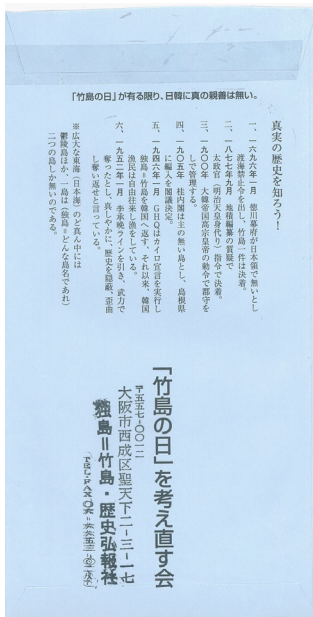 「竹島の日」が有る限り、日韓に真の親善は無い。
真実の歴史を知ろう！
一、一六九六年一月　徳川幕府が日本領で無いとし
渡海禁止令を出し、竹島一件は決着。
二、一八七七年九月　地積編纂の質疑で
太政官（明治天皇身代り）指令で決着。
三、一九〇〇年　大韓帝国高宗皇帝の勅令で郡守を
して管理する。
四、一九〇五年　桂内閣は主の無い島とし、島根県
に編入を閣議決定。
五、一九四六年一月　ＧＨＱはカイロ宣言を実行し
独島＝竹島を韓国へ返す、それ以来、韓国
漁民は自由往来し漁をしている。
六、一九五二年一月　李承晩ラインを引き、武力で
奪ったとし、真しやかに、歴史を隠蔽、歪曲
し奪い返せと言っている。
※広大な東海（日本海）のど真ん中には
鬱陵島ほか、一島は（独島＝どんな島名であれ）
二つの島しか無いのである。
「竹島の日」を考え直す会
〒五五七-〇〇一二
大阪市西成区聖天下二-三-一七
独島＝竹島・歴史弘報社
TEL・FAX